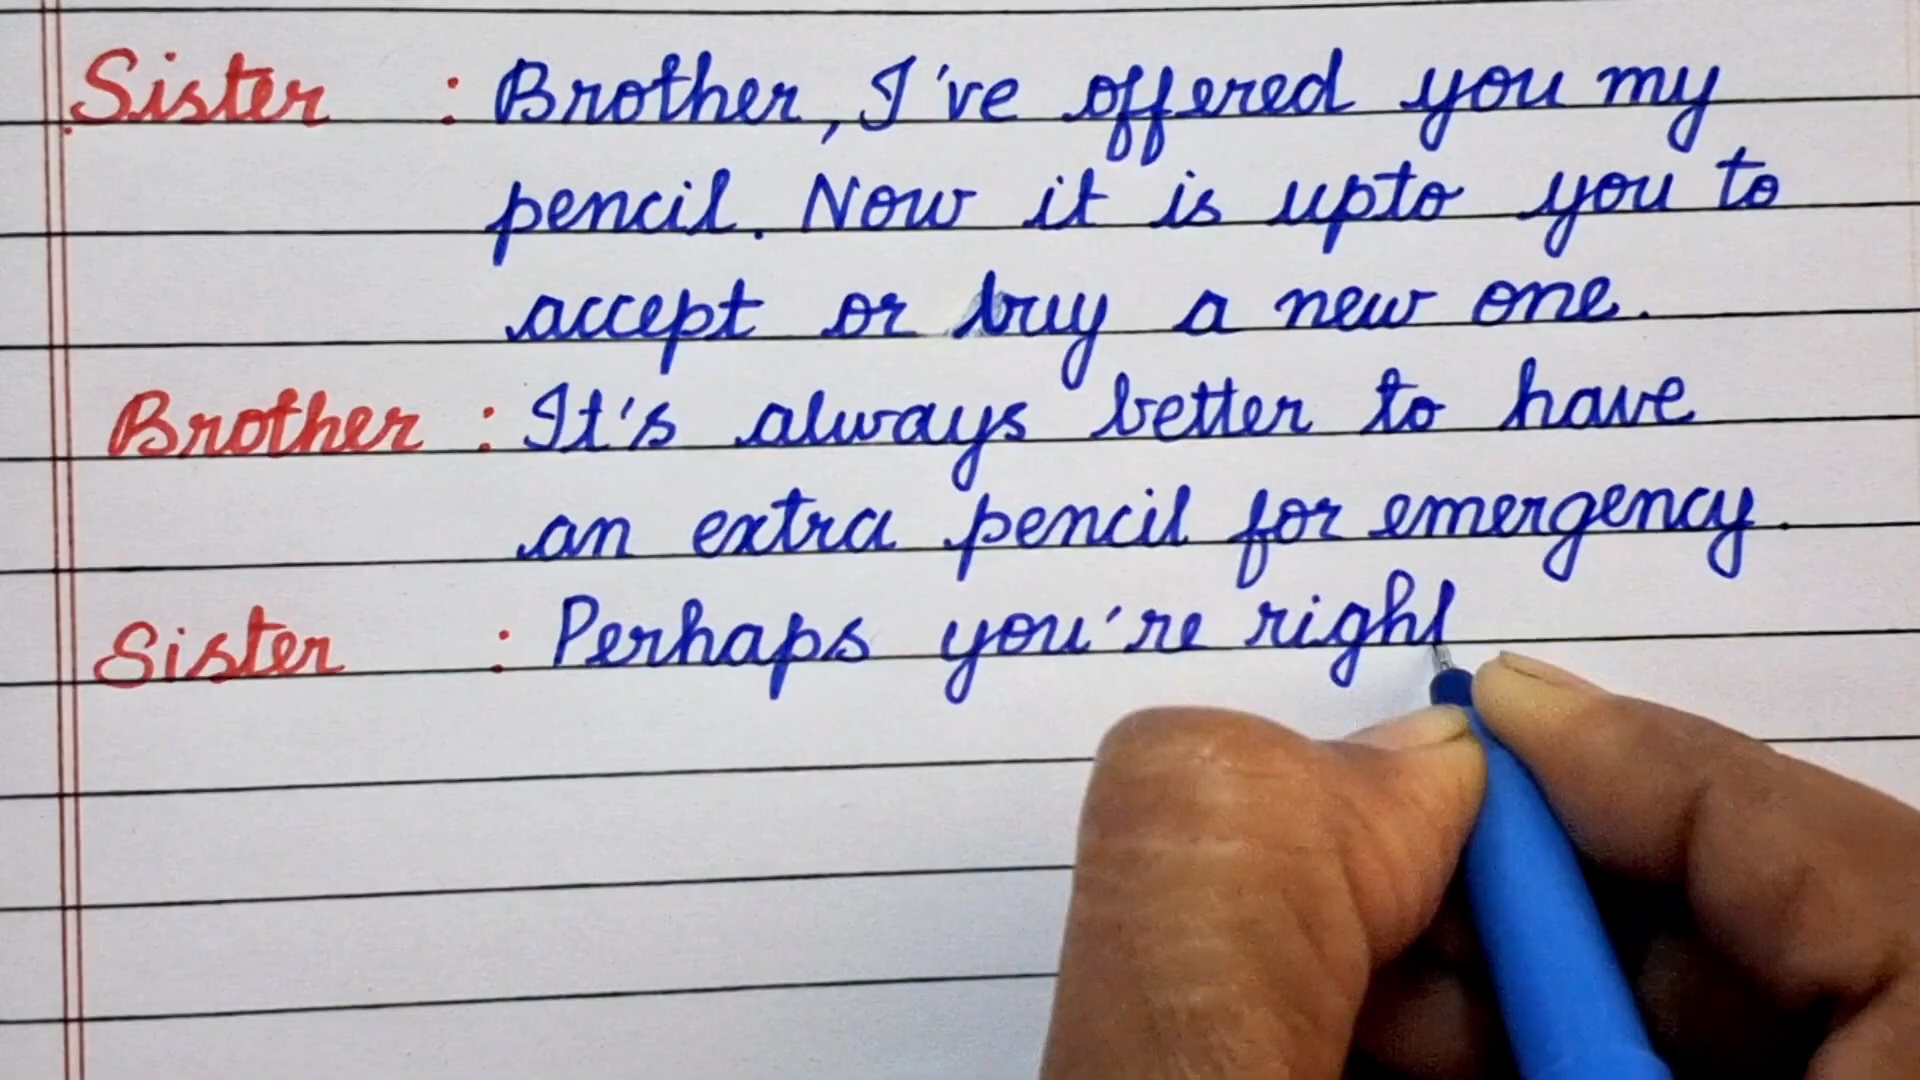 Sister : Brother, I've offered you my
pencil. Now it is upto you to
accept or buy a new one.
Brother : It's always better to have
an extra pencil for emergency.
Sister : Perhaps you're right